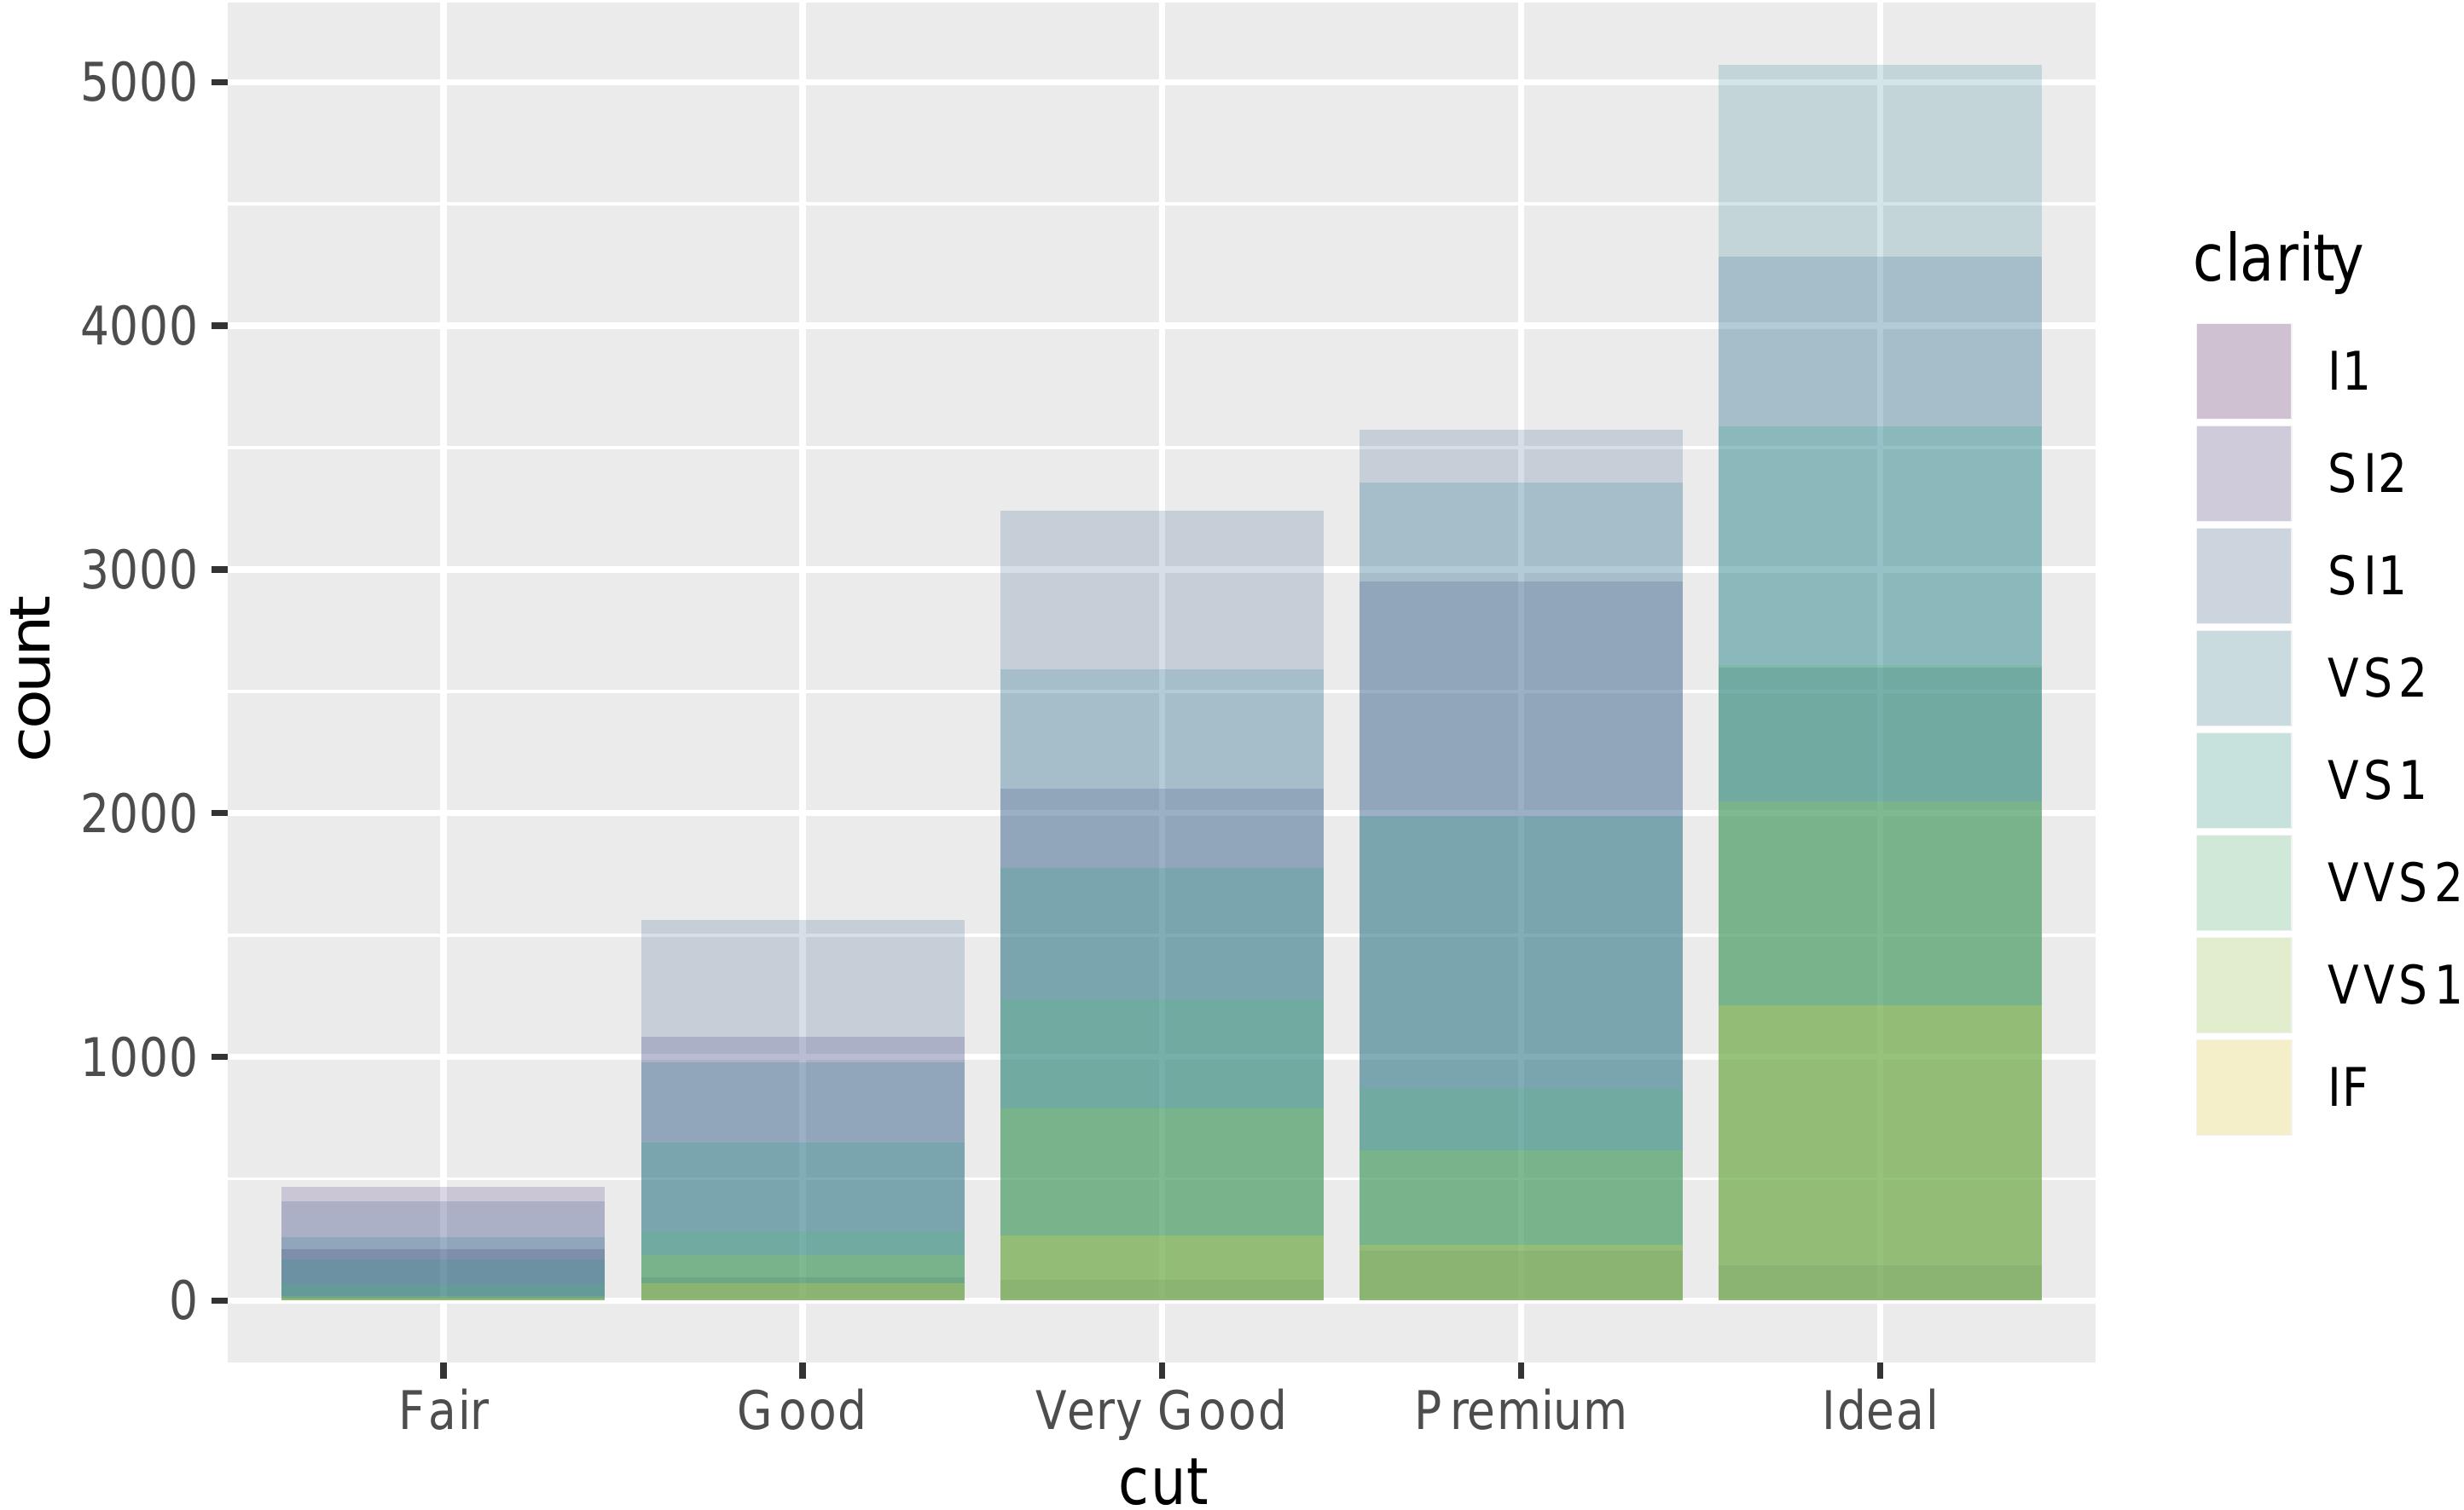 5000
4000
3000
2000
1000
0
count
Fair
Good
Very Good
Premium
Ideal
cut
clarity
I1
SI2
SI1
VS2
VS1
VVS2
VVS1
IF